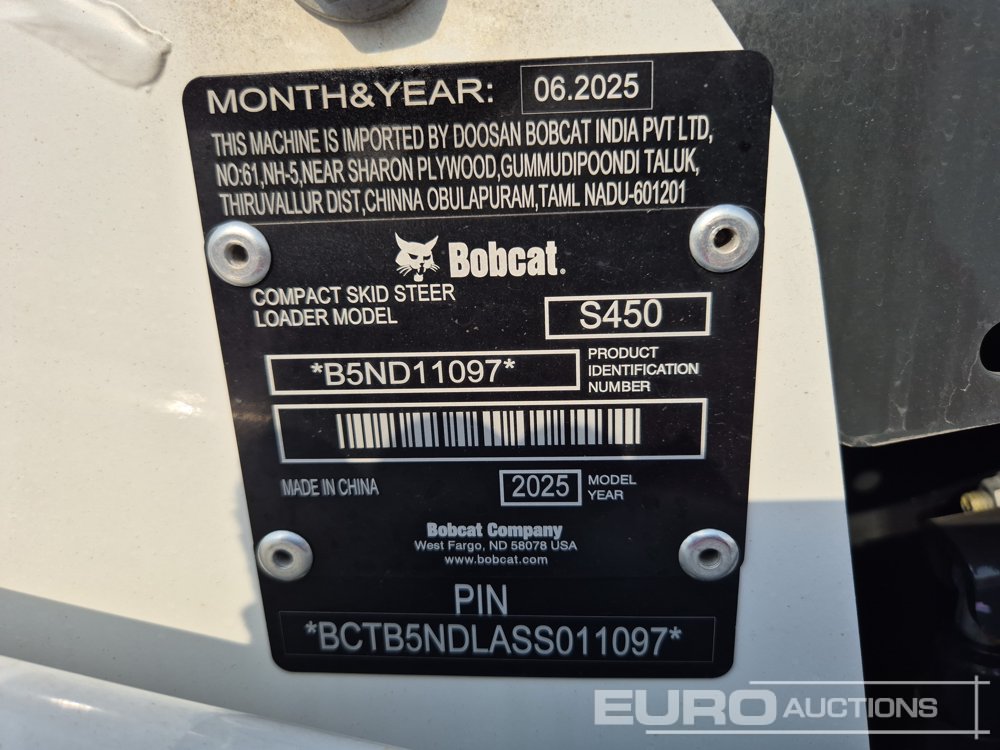 MONTH&YEAR: 06.2025
THIS MACHINE IS IMPORTED BY DOOSAN BOBCAT INDIA PVT LTD,
NO:61,NH-5,NEAR SHARON PLYWOOD,GUMMUDIPOONDI TALUK,
THIRUVALLUR DIST,CHINNA OBULAPURAM,TAML NADU-601201
Bobcat.
COMPACT SKID STEER
LOADER MODEL
S450
*B5ND11097*
PRODUCT
IDENTIFICATION
NUMBER
MADE IN CHINA
2025
MODEL
YEAR
Bobcat Company
West Fargo, ND 58078 USA
www.bobcat.com
PIN
*BCTB5NDLASS011097*
EURO AUCTIONS